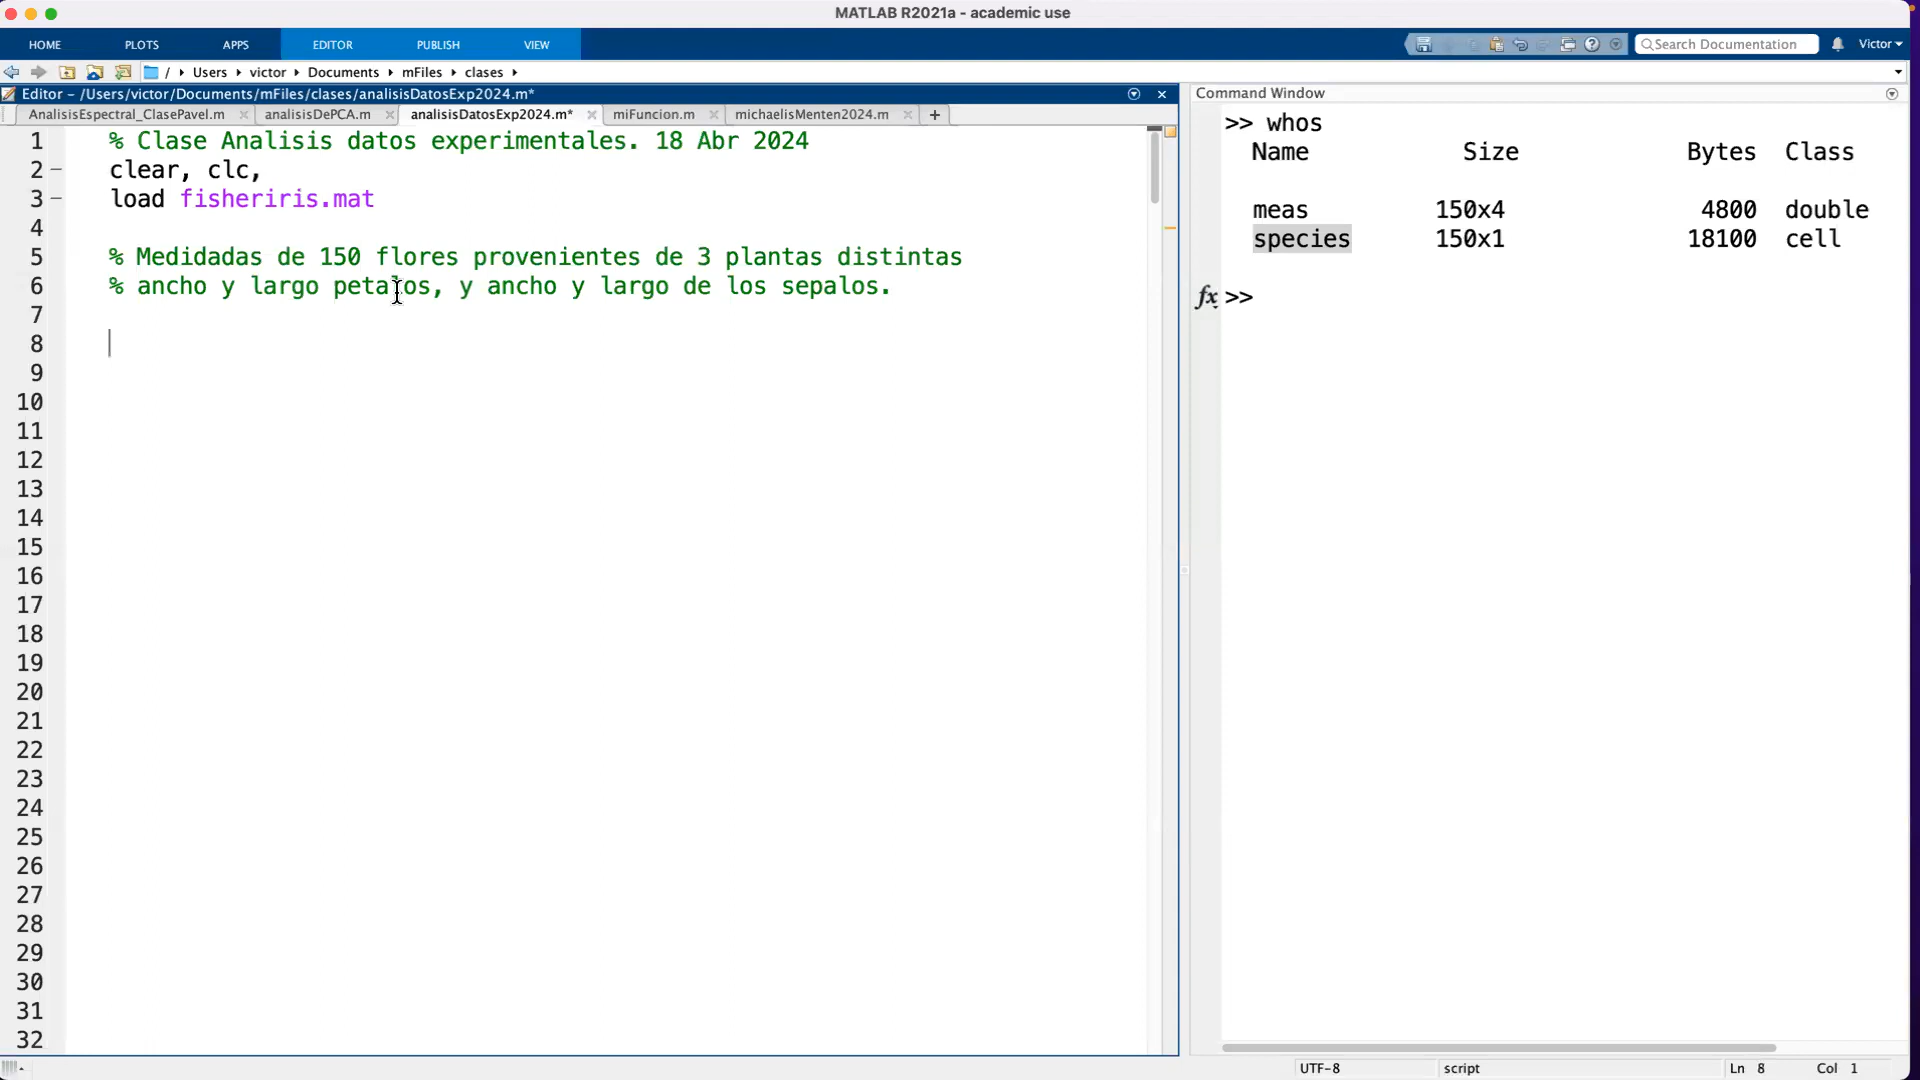 MATLAB R2021a - academic use
HOME PLOTS APPS EDITOR PUBLISH VIEW Search Documentation Victor
/ Users victor Documents mFiles clases
Editor - /Users/victor/Documents/mFiles/clases/analisisDatosExp2024.m*
AnalisisEspectral_ClasePavel.m analisisDePCA.m analisisDatosExp2024.m* miFuncion.m michaelisMenten2024.m +
1 % Clase Analisis datos experimentales. 18 Abr 2024
2 clear, clc,
3 load fisheriris.mat
4
5 % Medidadas de 150 flores provenientes de 3 plantas distintas
6 % ancho y largo petalos, y ancho y largo de los sepalos.
7
8
9
10
11
12
13
14
15
16
17
18
19
20
21
22
23
24
25
26
27
28
29
30
31
32
Command Window
>> whos
Name Size Bytes Class
meas 150x4 4800 double
species 150x1 18100 cell
fx >>
UTF-8 script Ln 8 Col 1